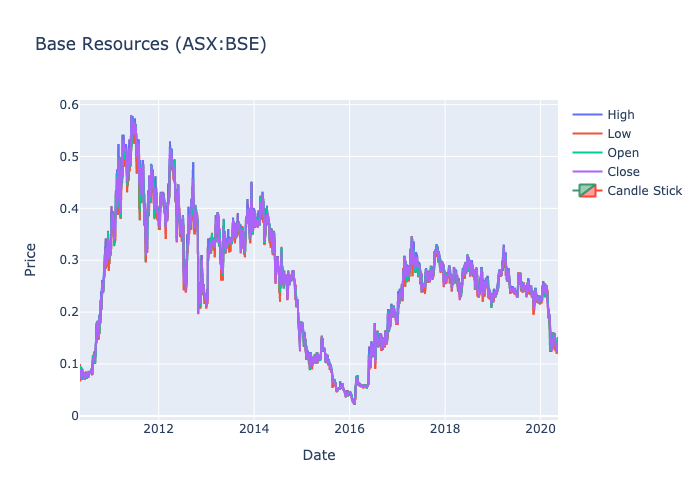 Base Resources (ASX:BSE)
0.6
0.5
0.4
0.3
0.2
0.1
0
Price
2012
2014
2016
2018
2020
Date
High
Low
Open
Close
Candle Stick